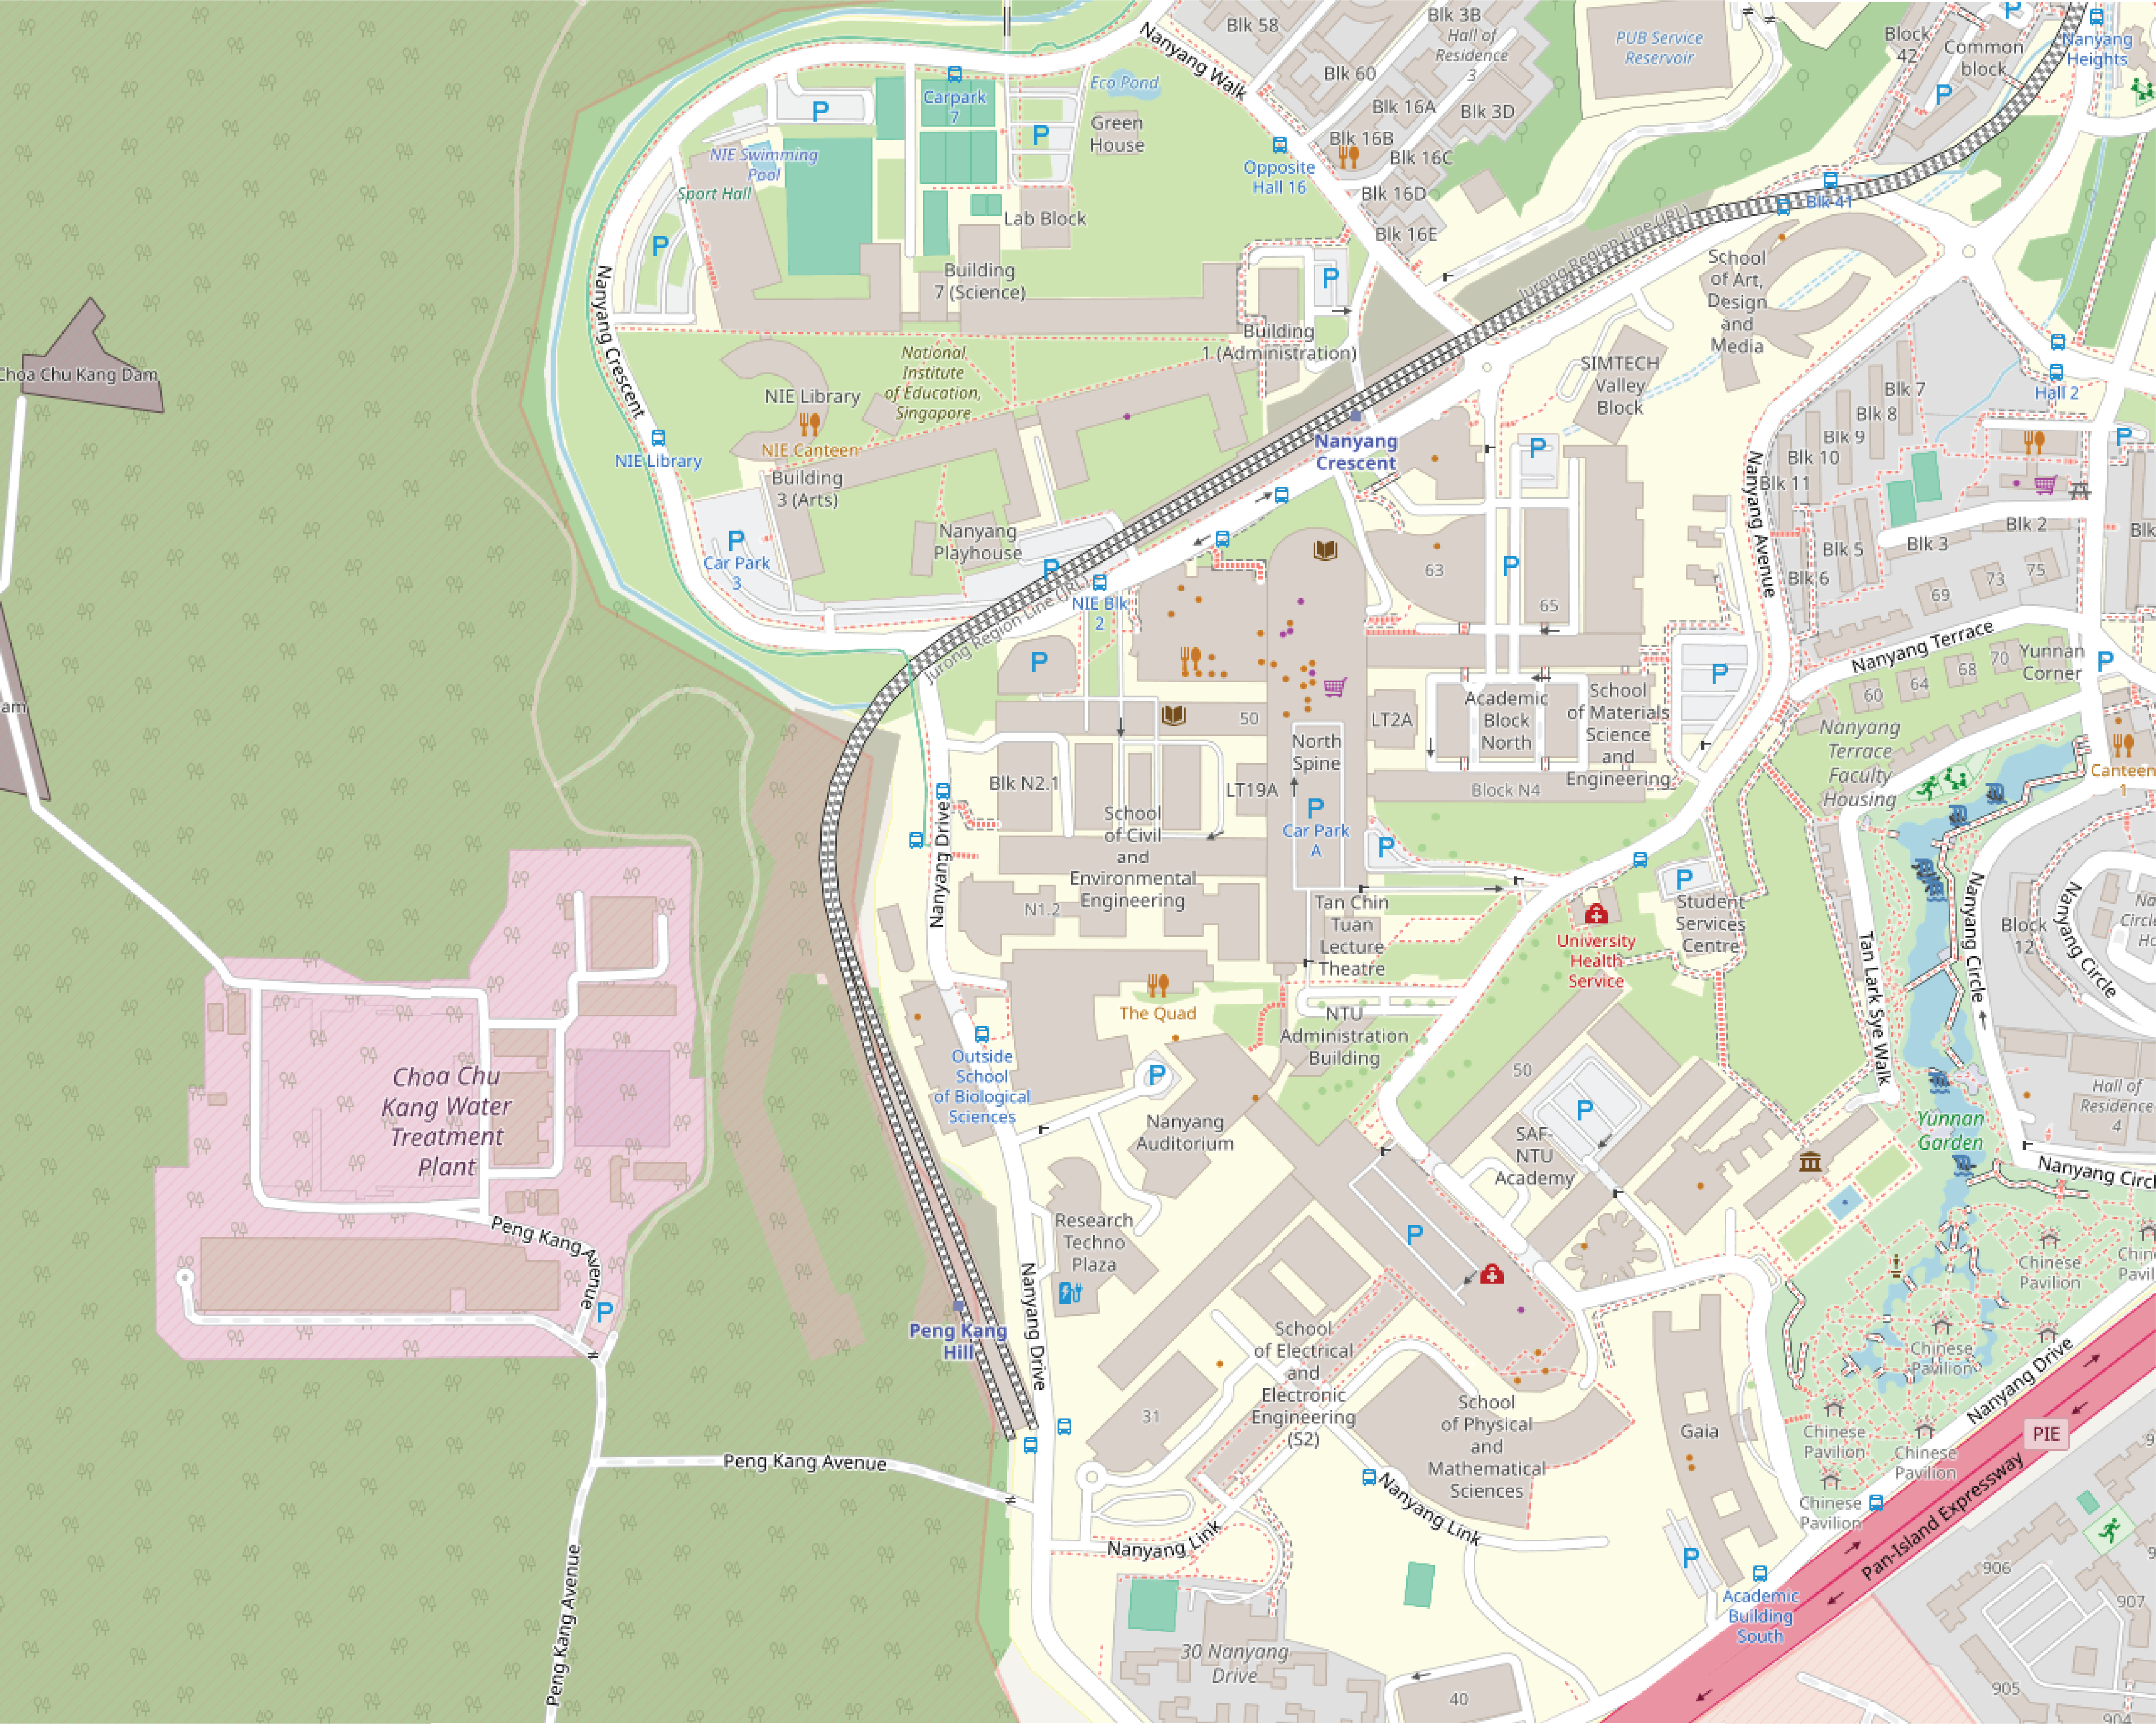 Blk 58
Blk 3B
Hall of
Residence
3
PUB Service
Reservoir
Block
42
Common
block
P
Nanyang
Heights
Nanyang Walk
Blk 60
Blk 16A
Blk 3D
P
Eco Pond
Carpark
7
P
P
Green
House
Blk 16B
Blk 16C
Opposite
Hall 16
Blk 16D
NIE Swimming
Pool
Sport Hall
Lab Block
Blk 16E
Blk 41
Jurong Region Line (JRL)
P
Building
7 (Science)
P
School
of Art,
Design
and
Media
Nanyang Crescent
Building
1 (Administration)
National
Institute
of Education,
Singapore
SIMTECH
Valley
Block
Choa Chu Kang Dam
NIE Library
NIE Canteen
Hall 2
Blk 7
Blk 8
Blk 9
Blk 10
Blk 11
P
P
Nanyang
Crescent
NIE Library
Building
3 (Arts)
Nanyang Avenue
Blk 2
Blk 3
Blk
Blk 5
Blk 6
P
Car Park
3
Nanyang
Playhouse
P
NIE Blk
2
63
P
65
69
73
75
Jurong Region Line (JRL)
Nanyang Terrace
Yunnan
Corner
P
P
P
60
64
68
70
am
50
LT2A
North
Spine
Academic
Block
North
School
of Materials
Science
and
Engineering
Nanyang
Terrace
Faculty
Housing
Canteen
1
Blk N2.1
LT19A
Block N4
P
Car Park
A
P
School
of Civil
and
Environmental
Engineering
Nanyang Drive
N1.2
Tan Chin
Tuan
Lecture
Theatre
P
Student
Services
Centre
University
Health
Service
Block
12
Nanyang Circle
Nanyang Circle
Tan Lark Sye Walk
The Quad
NTU
Administration
Building
Outside
School
of Biological
Sciences
P
50
P
Choa Chu
Kang Water
Treatment
Plant
Nanyang
Auditorium
SAF-
NTU
Academy
Yunnan
Garden
Hall of
Residence
4
Nanyang Circl
Peng Kang Avenue
P
Research
Techno
Plaza
P
Peng Kang
Hill
Nanyang Drive
Chinese
Pavilion
Chinese
Pavilion
School
of Electrical
and
Electronic
Engineering
(S2)
31
School
of Physical
and
Mathematical
Sciences
Gaia
Chinese
Pavilion
Chinese
Pavilion
Chinese
Pavilion
Nanyang Drive
PIE
Pan-Island Expressway
Peng Kang Avenue
Nanyang Link
Nanyang Link
P
Academic
Building
South
906
907
Peng Kang Avenue
30 Nanyang
Drive
40
905
904